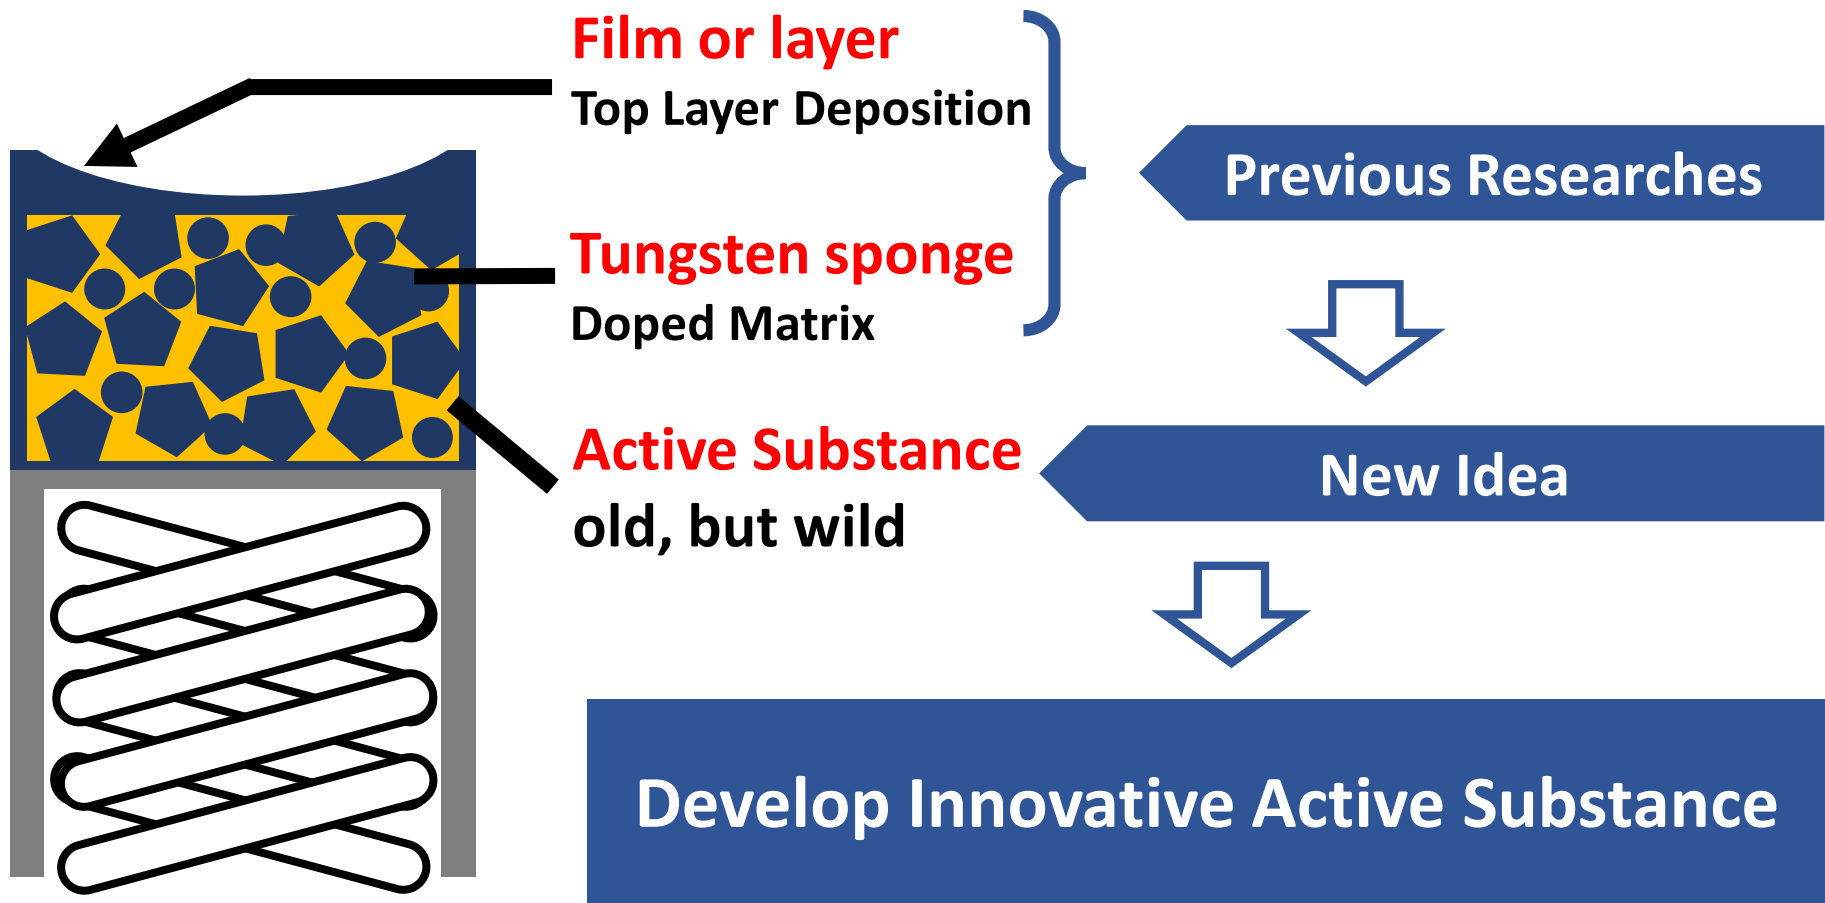 Film or layer
Top Layer Deposition
Previous Researches
Tungsten sponge
Doped Matrix
Active Substance
old, but wild
New Idea
Develop Innovative Active Substance